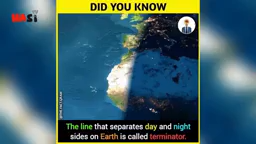 DID YOU KNOW
The line that separates day and night
sides on Earth is called terminator.